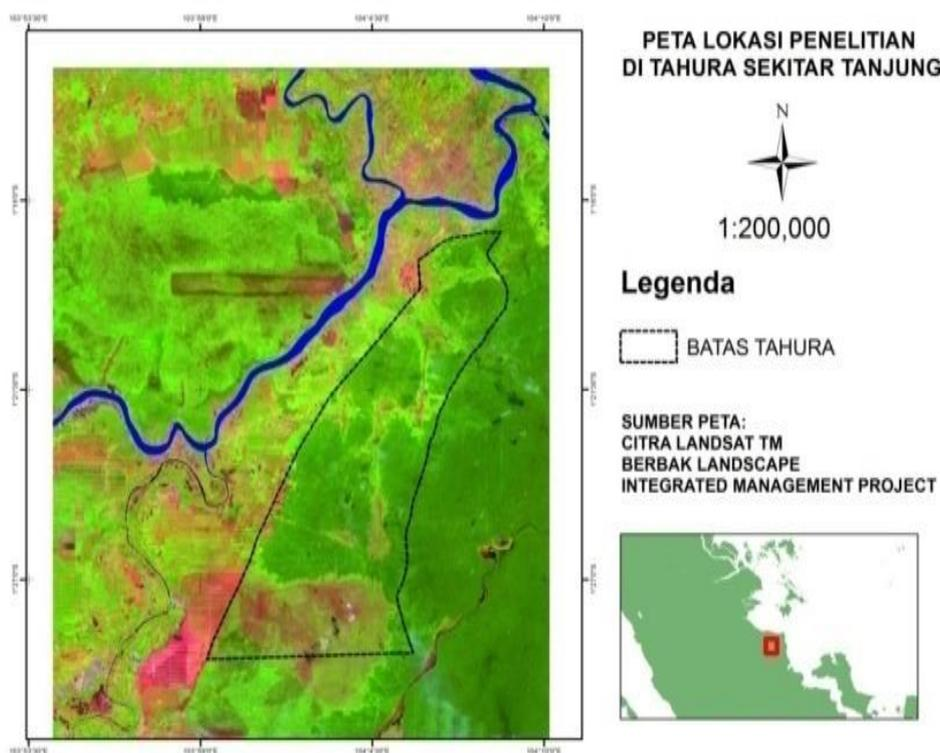 PETA LOKASI PENELITIAN
DI TAHURA SEKITAR TANJUNG
N
1:200,000
Legenda
BATAS TAHURA
SUMBER PETA:
CITRA LANDSAT TM
BERBAK LANDSCAPE
INTEGRATED MANAGEMENT PROJECT